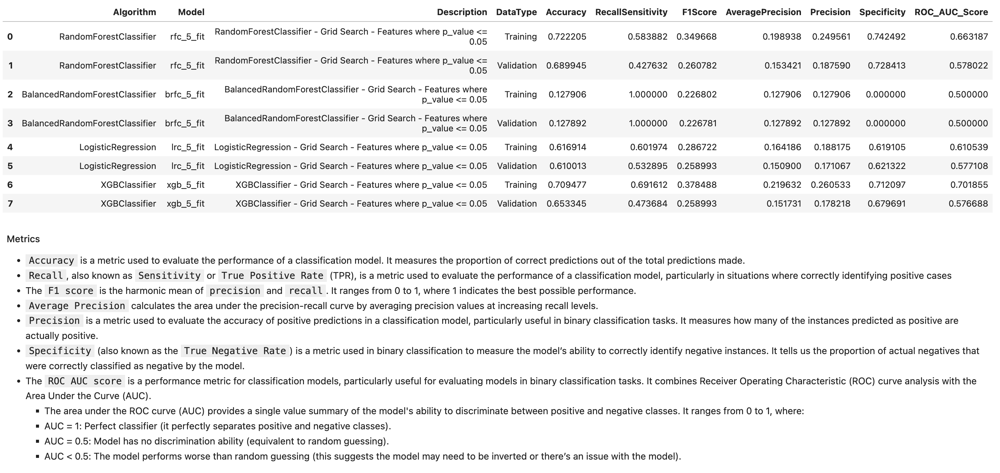 Algorithm Model Description DataType Accuracy RecallSensitivity F1Score AveragePrecision Precision Specificity ROC_AUC_Score
0 RandomForestClassifier rfc_5_fit RandomForestClassifier - Grid Search - Features where p_value <= 0.05 Training 0.722205 0.583882 0.349668 0.198938 0.249561 0.742492 0.663187
1 RandomForestClassifier rfc_5_fit RandomForestClassifier - Grid Search - Features where p_value <= 0.05 Validation 0.689945 0.427632 0.260782 0.153421 0.187590 0.728413 0.578022
2 BalancedRandomForestClassifier brfc_5_fit BalancedRandomForestClassifier - Grid Search - Features where p_value <= 0.05 Training 0.127906 1.000000 0.226802 0.127906 0.127906 0.000000 0.500000
3 BalancedRandomForestClassifier brfc_5_fit BalancedRandomForestClassifier - Grid Search - Features where p_value <= 0.05 Validation 0.127892 1.000000 0.226781 0.127892 0.127892 0.000000 0.500000
4 LogisticRegression lrc_5_fit LogisticRegression - Grid Search - Features where p_value <= 0.05 Training 0.616914 0.601974 0.286722 0.164186 0.188175 0.619105 0.610539
5 LogisticRegression lrc_5_fit LogisticRegression - Grid Search - Features where p_value <= 0.05 Validation 0.610013 0.532895 0.258993 0.150900 0.171067 0.621322 0.577108
6 XGBClassifier xgb_5_fit XGBClassifier - Grid Search - Features where p_value <= 0.05 Training 0.709477 0.691612 0.378488 0.219632 0.260533 0.712097 0.701855
7 XGBClassifier xgb_5_fit XGBClassifier - Grid Search - Features where p_value <= 0.05 Validation 0.653345 0.473684 0.258993 0.151731 0.178218 0.679691 0.576688
Metrics
• Accuracy is a metric used to evaluate the performance of a classification model. It measures the proportion of correct predictions out of the total predictions made.
• Recall, also known as Sensitivity or True Positive Rate (TPR), is a metric used to evaluate the performance of a classification model, particularly in situations where correctly identifying positive cases
• The F1 score is the harmonic mean of precision and recall. It ranges from 0 to 1, where 1 indicates the best possible performance.
• Average Precision calculates the area under the precision-recall curve by averaging precision values at increasing recall levels.
• Precision is a metric used to evaluate the accuracy of positive predictions in a classification model, particularly useful in binary classification tasks. It measures how many of the instances predicted as positive are
actually positive.
• Specificity (also known as the True Negative Rate) is a metric used in binary classification to measure the model’s ability to correctly identify negative instances. It tells us the proportion of actual negatives that
were correctly classified as negative by the model.
• The ROC AUC score is a performance metric for classification models, particularly useful for evaluating models in binary classification tasks. It combines Receiver Operating Characteristic (ROC) curve analysis with the
Area Under the Curve (AUC).
▪ The area under the ROC curve (AUC) provides a single value summary of the model's ability to discriminate between positive and negative classes. It ranges from 0 to 1, where:
▪ AUC = 1: Perfect classifier (it perfectly separates positive and negative classes).
▪ AUC = 0.5: Model has no discrimination ability (equivalent to random guessing).
▪ AUC < 0.5: The model performs worse than random guessing (this suggests the model may need to be inverted or there’s an issue with the model).